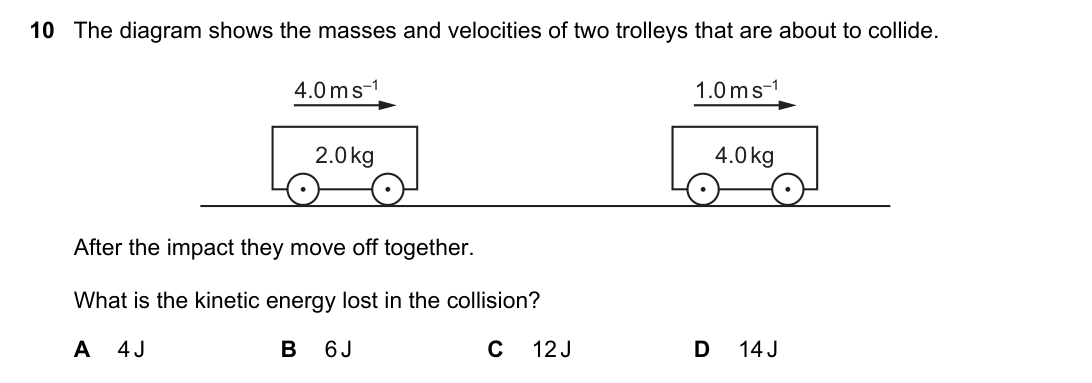 10 The diagram shows the masses and velocities of two trolleys that are about to collide.
4.0 m s⁻¹ 1.0 m s⁻¹
2.0 kg 4.0 kg
After the impact they move off together.
What is the kinetic energy lost in the collision?
A 4 J B 6 J C 12 J D 14 J